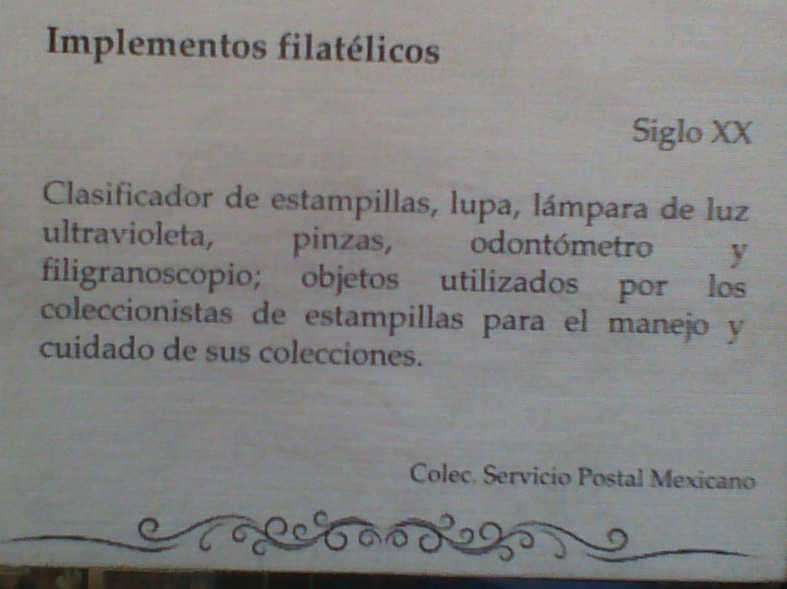 Implementos filatélicos
Siglo XX
Clasificador de estampillas, lupa, lámpara de luz
ultravioleta, pinzas, odontómetro y
filigranoscopio; objetos utilizados por los
coleccionistas de estampillas para el manejo y
cuidado de sus colecciones.
Colec. Servicio Postal Mexicano